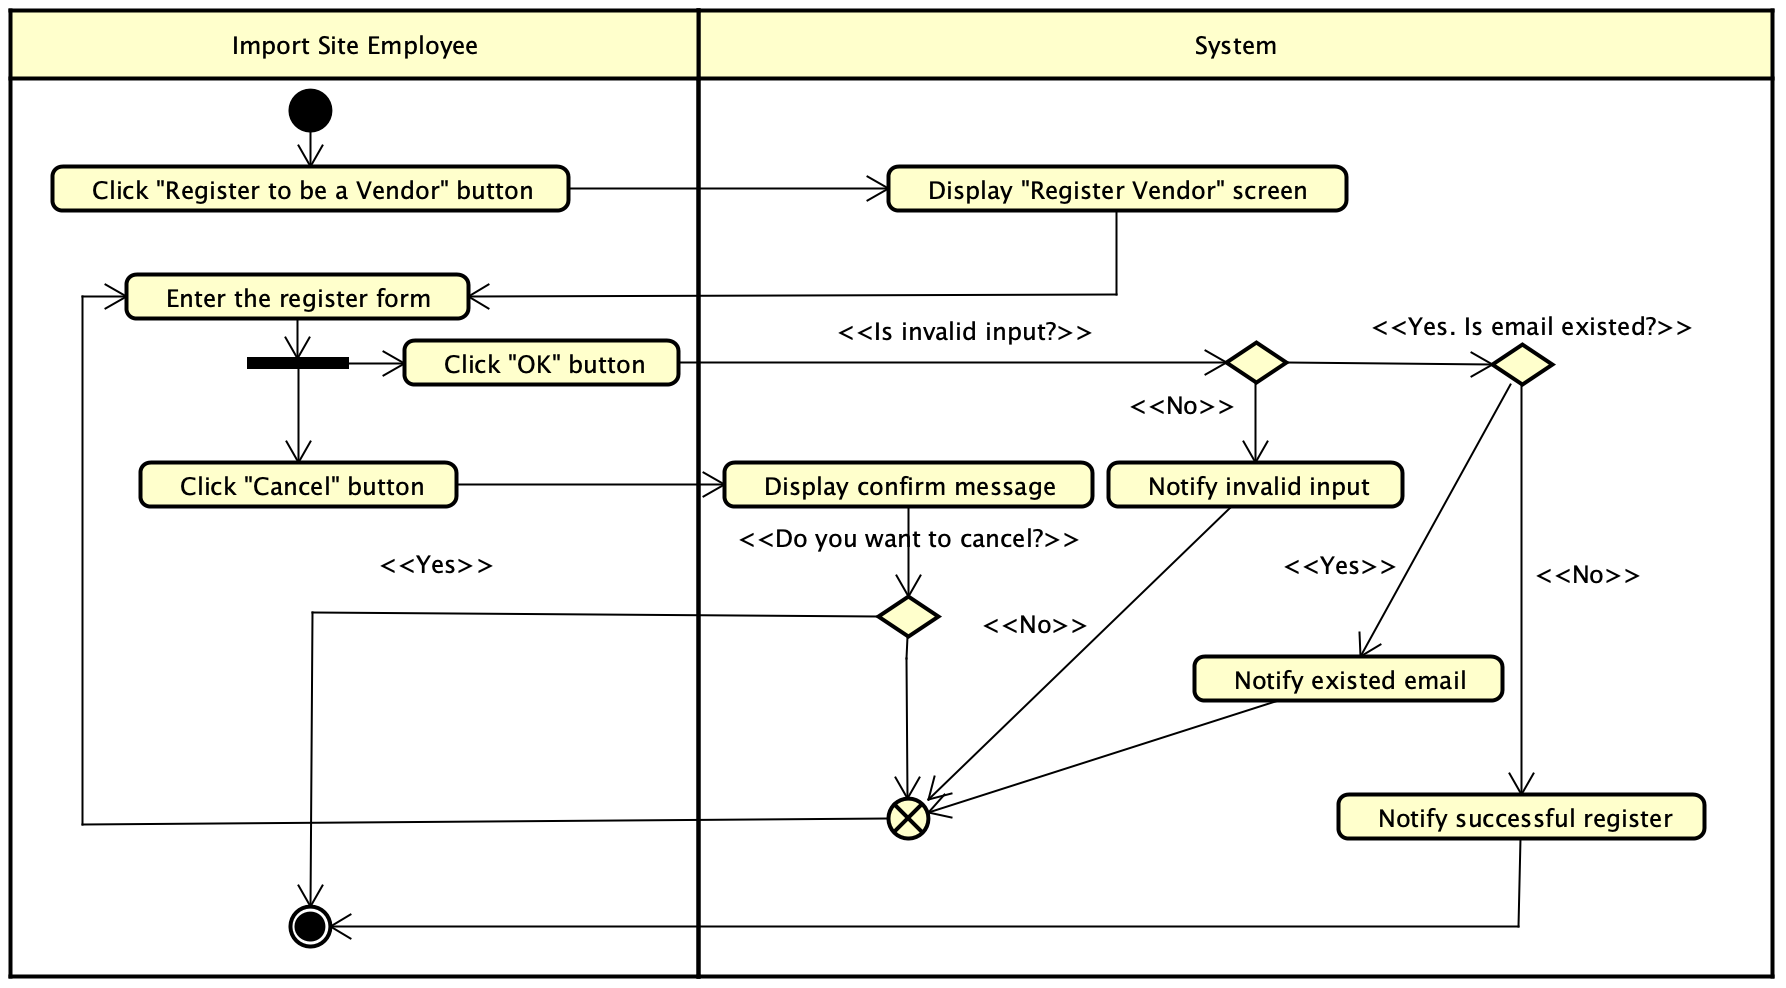 Import Site Employee
System
Click "Register to be a Vendor" button
Display "Register Vendor" screen
Enter the register form
<<Is invalid input?>>
<<Yes. Is email existed?>>
Click "OK" button
<<No>>
Click "Cancel" button
Display confirm message
Notify invalid input
<<Do you want to cancel?>>
<<Yes>>
<<Yes>>
<<No>>
<<No>>
Notify existed email
Notify successful register